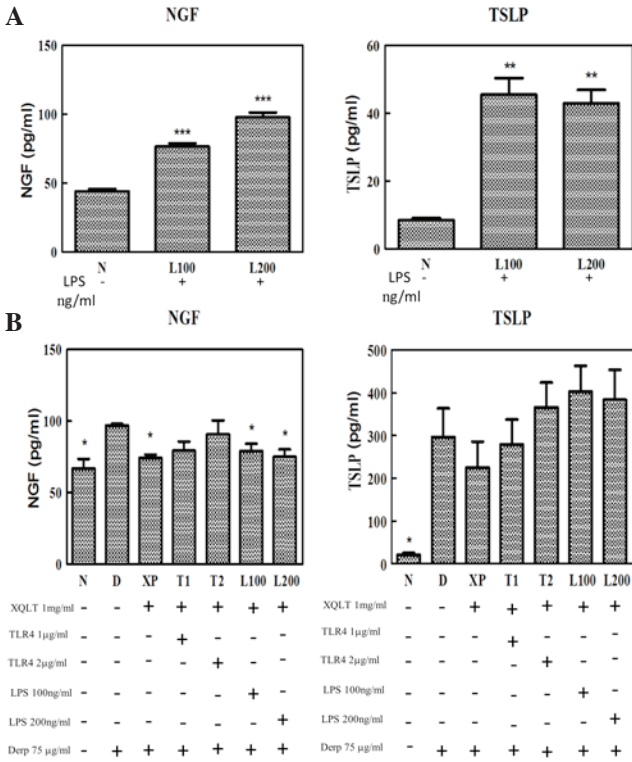 A
NGF
TSLP
NGF (pg/ml)
150
100
50
0
***
***
N L100 L200
LPS - + +
ng/ml
TSLP (pg/ml)
60
40
20
0
**
**
N L100 L200
LPS - + +
ng/ml
B
NGF
TSLP
NGF (pg/ml)
150
100
50
0
* * * *
N D XP T1 T2 L100 L200
XQLT 1mg/ml - - + + + + +
TLR4 1μg/ml - - - + - - -
TLR4 2μg/ml - - - - + - -
LPS 100ng/ml - - - - - + -
LPS 200ng/ml - - - - - - +
Derp 75 μg/ml - + + + + + +
TSLP (pg/ml)
500
400
300
200
100
0
*
N D XP T1 T2 L100 L200
XQLT 1mg/ml - - + + + + +
TLR4 1μg/ml - - - + - - -
TLR4 2μg/ml - - - - + - -
LPS 100ng/ml - - - - - + -
LPS 200ng/ml - - - - - - +
Derp 75 μg/ml - + + + + + +